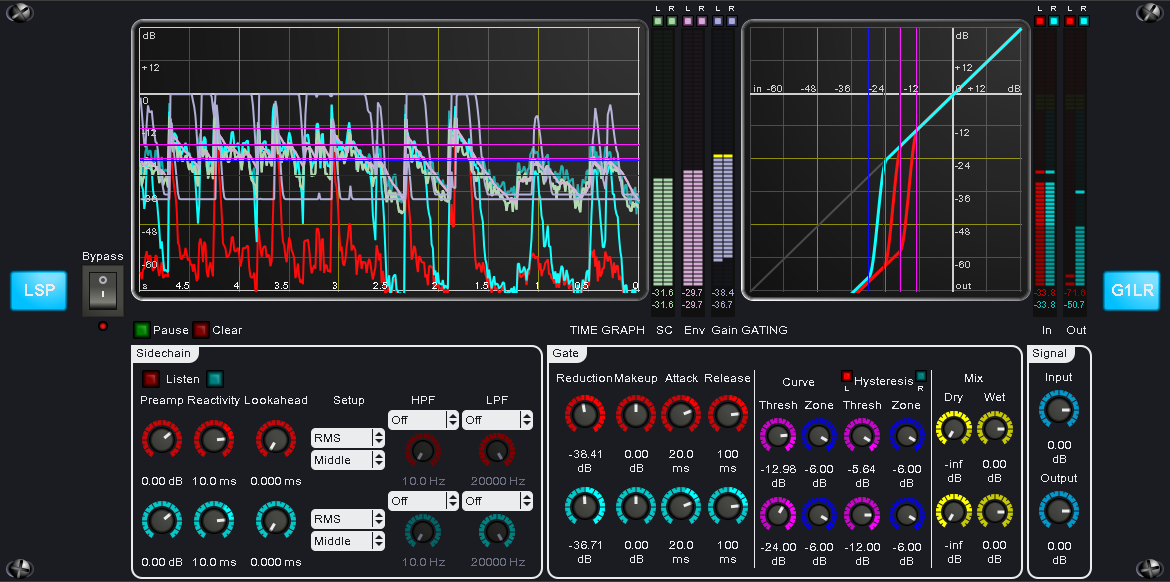 L R L R L R L R L R
dB
+12
0
-12
-36
-48
-60
s 4.5 4 3.5 3 2.5 2 1.5 1 0.5 0
dB
+12
in -60 -48 -36 -24 -12 0 +12 dB
-12
-24
-36
-48
-60
out
-31.6 -29.7 -38.4 -33.8 -71.0
-31.6 -29.7 -36.7 -33.8 -50.7
Bypass
LSP
G1LR
Pause Clear
TIME GRAPH SC Env Gain GATING In Out
Sidechain
Listen
Preamp Reactivity Lookahead Setup HPF LPF
Off Off
RMS
Middle
0.00 dB 10.0 ms 0.000 ms 10.0 Hz 20000 Hz
Off Off
RMS
Middle
0.00 dB 10.0 ms 0.000 ms 10.0 Hz 20000 Hz
Gate
Reduction Makeup Attack Release
-38.41 0.00 20.0 100
dB dB ms ms
-36.71 0.00 20.0 100
dB dB ms ms
Curve L Hysteresis R Mix
Thresh Zone Thresh Zone Dry Wet
-12.98 -6.00 -5.64 -6.00 -inf 0.00
dB dB dB dB dB dB
-24.00 -6.00 -12.00 -6.00 -inf 0.00
dB dB dB dB dB dB
Signal
Input
0.00
dB
Output
0.00
dB